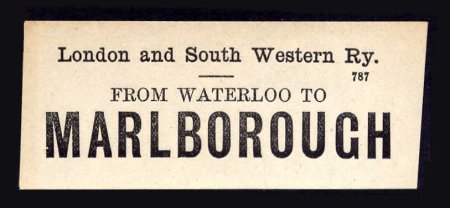 London and South Western Ry.
787
FROM WATERLOO TO
MARLBOROUGH